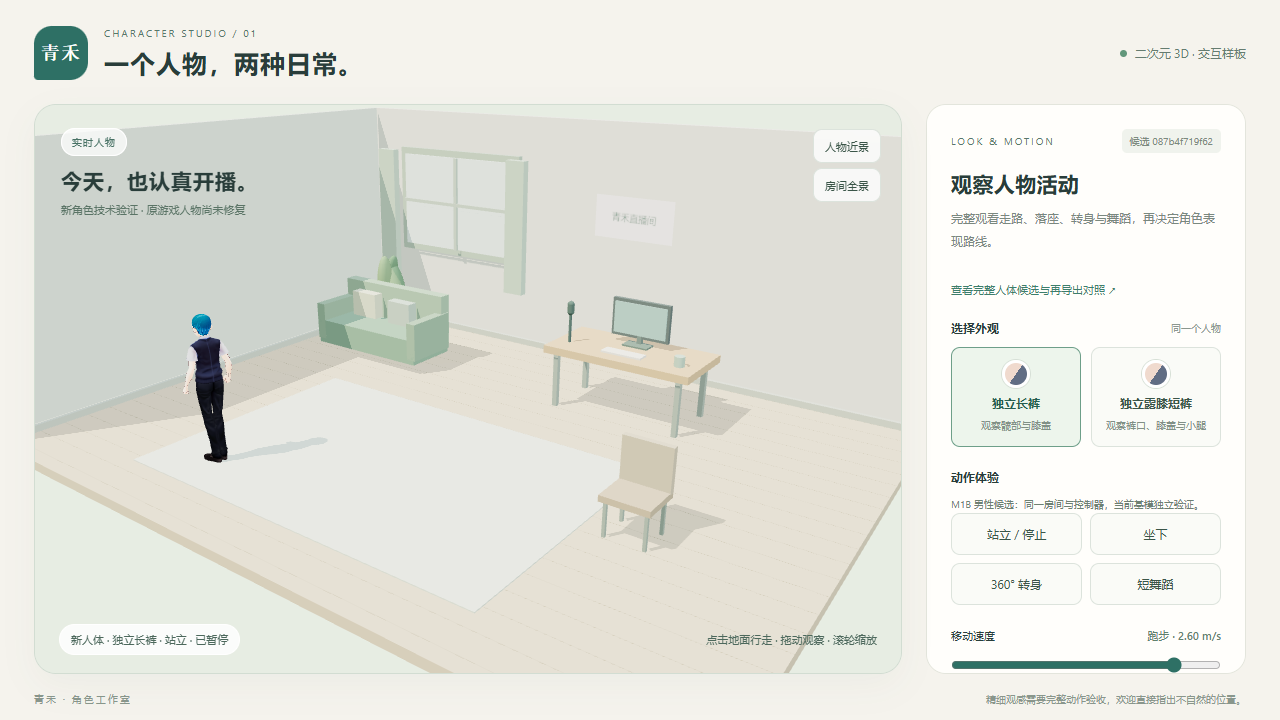 青禾
CHARACTER STUDIO / 01
一个人物，两种日常。
二次元 3D · 交互样板
实时人物
今天，也认真开播。
新角色技术验证 · 原游戏人物尚未修复
人物近景
房间全景
青禾直播间
新人体 · 独立长裤 · 站立 · 已暂停
点击地面行走 · 拖动观察 · 滚轮缩放
LOOK & MOTION
候选 087b4f719f62
观察人物活动
完整观看走路、落座、转身与舞蹈，再决定角色表
现路线。
查看完整人体候选与再导出对照 ↗
选择外观
同一个人物
独立长裤
观察髋部与膝盖
独立露膝短裤
观察裤口、膝盖与小腿
动作体验
M1B 男性候选：同一房间与控制器，当前基模独立验证。
站立 / 停止
坐下
360° 转身
短舞蹈
移动速度
跑步 · 2.60 m/s
青禾 · 角色工作室
精细观感需要完整动作验收，欢迎直接指出不自然的位置。